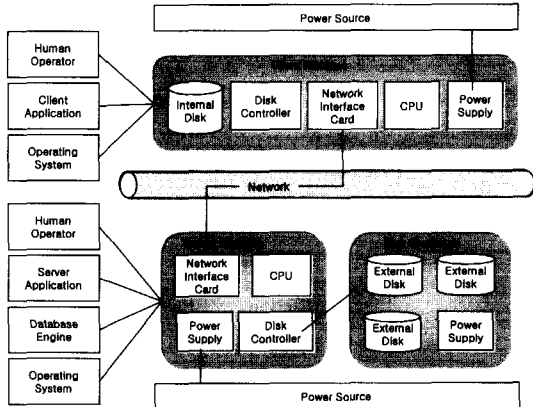 Power Source
Human
Operator
Client
Application
Operating
System
Internal
Disk
Disk
Controller
Network
Interface
Card
CPU
Power
Supply
Network
Human
Operator
Server
Application
Database
Engine
Operating
System
Network
Interface
Card
CPU
Power
Supply
Disk
Controller
External
Disk
External
Disk
External
Disk
Power
Supply
Power Source